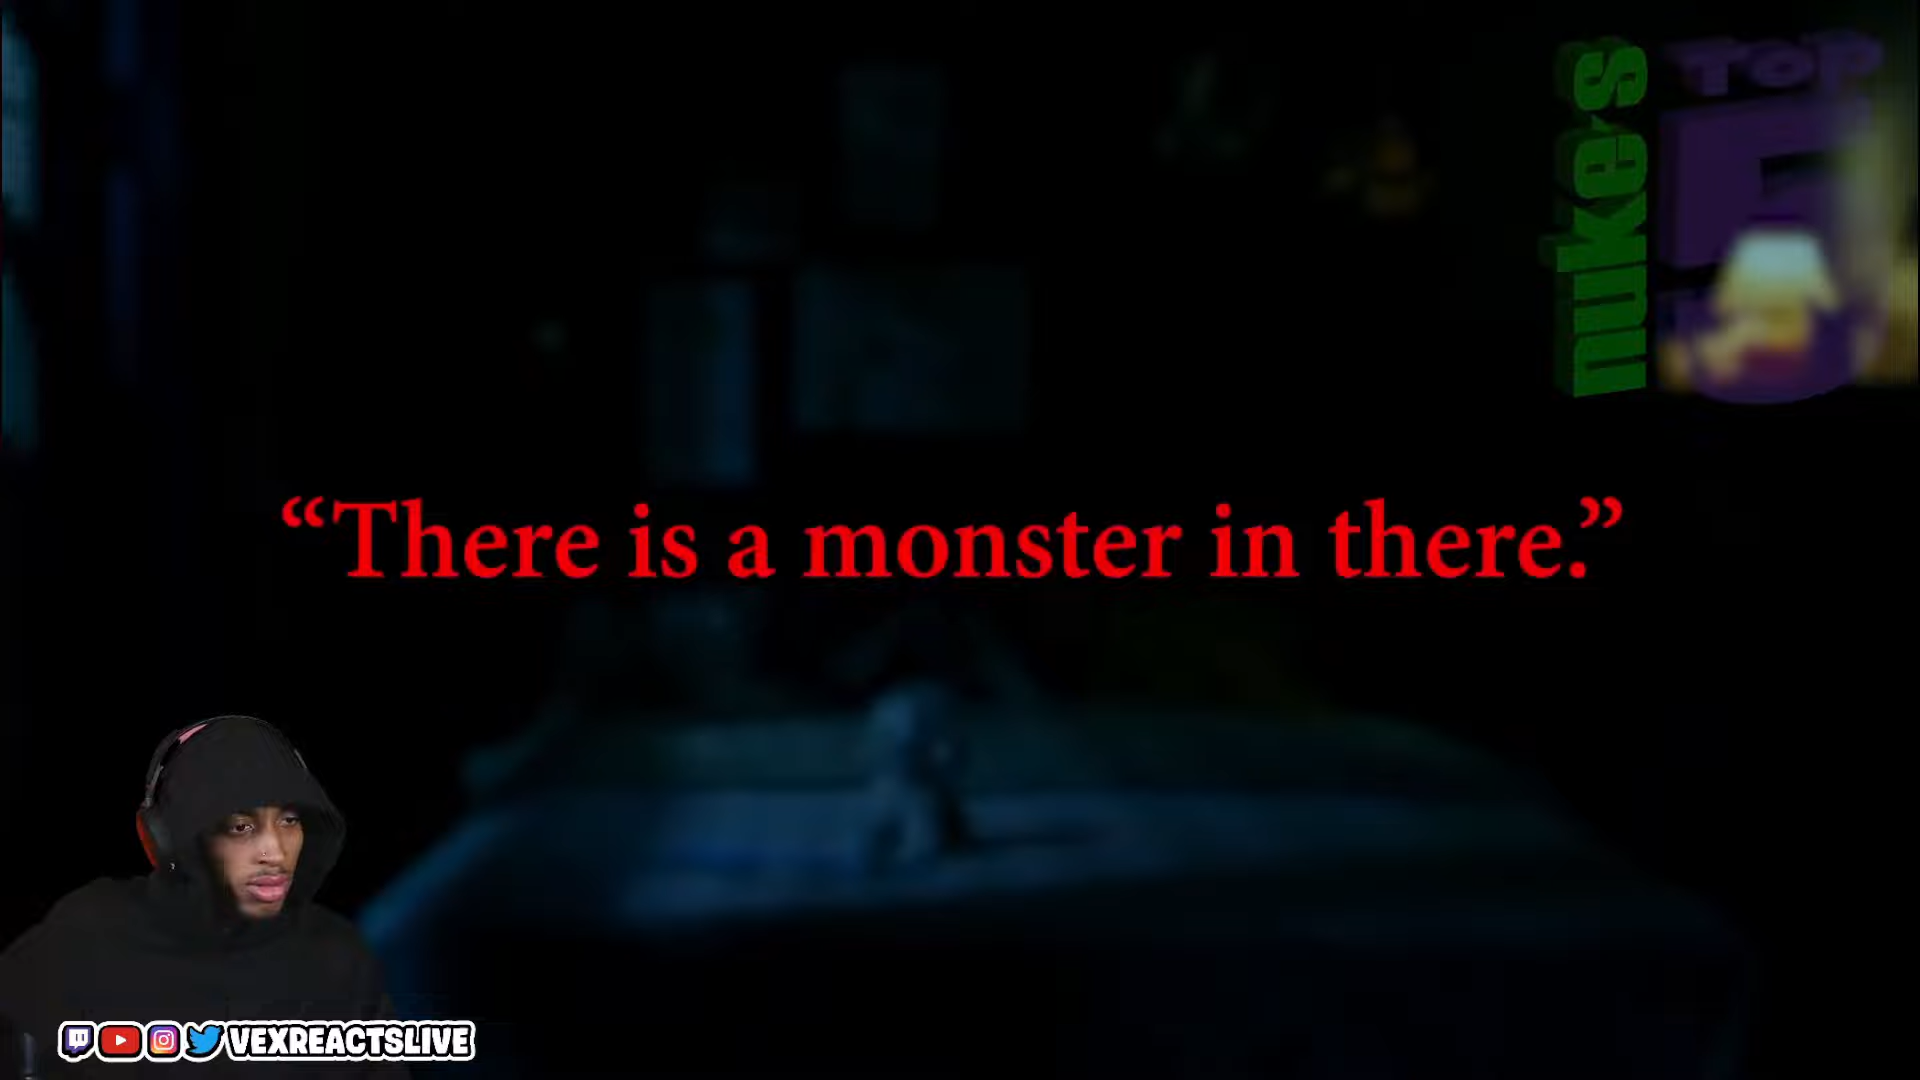 nuke's
TOP
5
“There is a monster in there.”
VEXREACTSLIVE